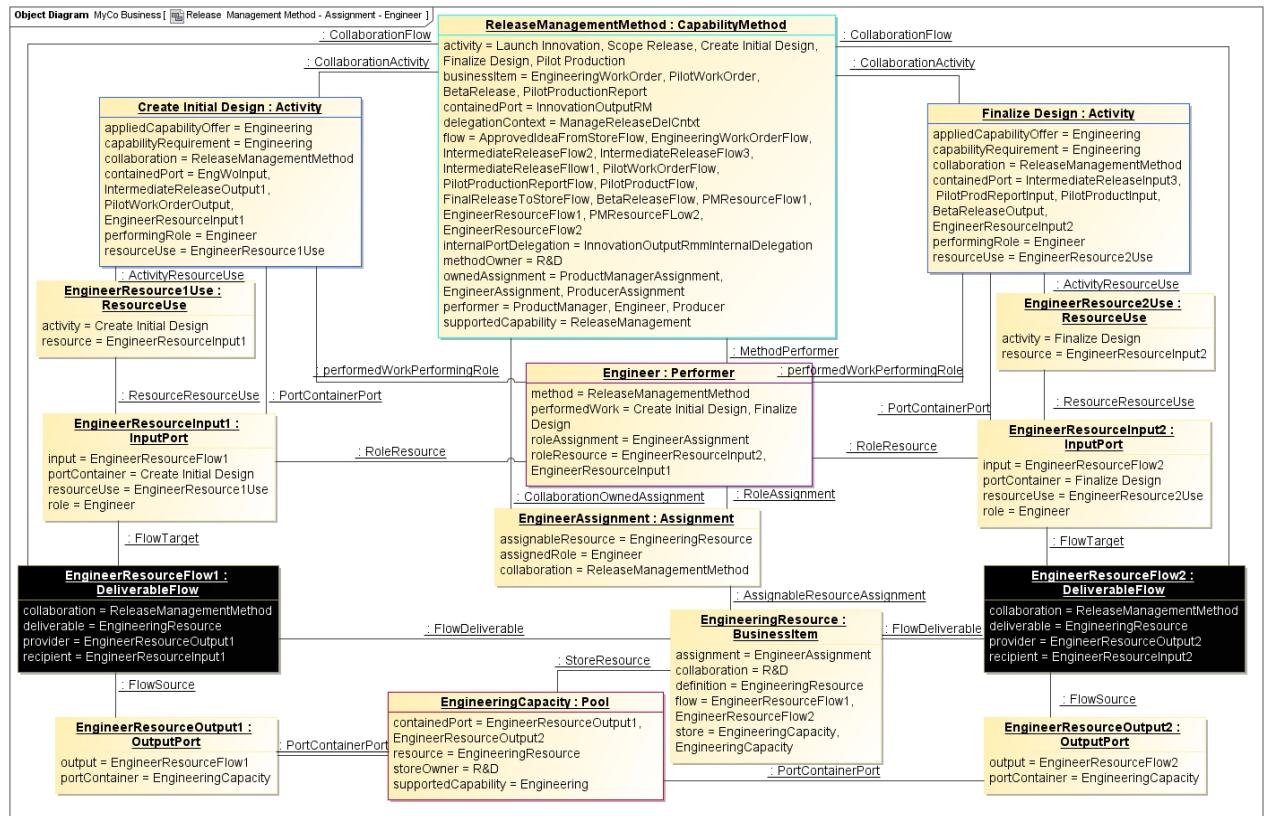 Object Diagram MyCo Business [ Release Management Method - Assignment - Engineer ]
: CollaborationFlow
ReleaseManagementMethod : CapabilityMethod
activity = Launch Innovation, Scope Release, Create Initial Design,
Finalize Design, Pilot Production
businessItem = EngineeringWorkOrder, PilotWorkOrder,
BetaRelease, PilotProductionReport
containedPort = InnovationOutputRM
delegationContext = ManageReleaseDelCntxt
flow = ApprovedIdeaFromStoreFlow, EngineeringWorkOrderFlow,
IntermediateReleaseFlow2, IntermediateReleaseFlow3,
IntermediateReleaseFllow1, PilotWorkOrderFlow,
PilotProductionReportFlow, PilotProductFlow,
FinalReleaseToStoreFlow, BetaReleaseFlow, PMResourceFlow1,
EngineerResourceFlow1, PMResourceFLow2,
EngineerResourceFlow2
internalPortDelegation = InnovationOutputRmmInternalDelegation
methodOwner = R&D
ownedAssignment = ProductManagerAssignment,
EngineerAssignment, ProducerAssignment
performer = ProductManager, Engineer, Producer
supportedCapability = ReleaseManagement
: CollaborationFlow
: CollaborationActivity
: CollaborationActivity
Create Initial Design : Activity
appliedCapabilityOffer = Engineering
capabilityRequirement = Engineering
collaboration = ReleaseManagementMethod
containedPort = EngWoInput,
IntermediateReleaseOutput1,
PilotWorkOrderOutput,
EngineerResourceInput1
performingRole = Engineer
resourceUse = EngineerResource1Use
Finalize Design : Activity
appliedCapabilityOffer = Engineering
capabilityRequirement = Engineering
collaboration = ReleaseManagementMethod
containedPort = IntermediateReleaseInput3,
PilotProdReportInput, PilotProductInput,
BetaReleaseOutput,
EngineerResourceInput2
performingRole = Engineer
resourceUse = EngineerResource2Use
: ActivityResourceUse
: ActivityResourceUse
EngineerResource1Use :
ResourceUse
activity = Create Initial Design
resource = EngineerResourceInput1
EngineerResource2Use :
ResourceUse
activity = Finalize Design
resource = EngineerResourceInput2
: MethodPerformer
: performedWorkPerformingRole
: performedWorkPerformingRole
Engineer : Performer
method = ReleaseManagementMethod
performedWork = Create Initial Design, Finalize
Design
roleAssignment = EngineerAssignment
roleResource = EngineerResourceInput2,
EngineerResourceInput1
: ResourceResourceUse
: PortContainerPort
: PortContainerPort
: ResourceResourceUse
EngineerResourceInput1 :
InputPort
input = EngineerResourceFlow1
portContainer = Create Initial Design
resourceUse = EngineerResource1Use
role = Engineer
: RoleResource
: RoleResource
EngineerResourceInput2 :
InputPort
input = EngineerResourceFlow2
portContainer = Finalize Design
resourceUse = EngineerResource2Use
role = Engineer
: CollaborationOwnedAssignment
: RoleAssignment
EngineerAssignment : Assignment
assignableResource = EngineeringResource
assignedRole = Engineer
collaboration = ReleaseManagementMethod
: FlowTarget
: FlowTarget
EngineerResourceFlow1 :
DeliverableFlow
collaboration = ReleaseManagementMethod
deliverable = EngineeringResource
provider = EngineerResourceOutput1
recipient = EngineerResourceInput1
EngineerResourceFlow2 :
DeliverableFlow
collaboration = ReleaseManagementMethod
deliverable = EngineeringResource
provider = EngineerResourceOutput2
recipient = EngineerResourceInput2
: AssignableResourceAssignment
: FlowDeliverable
: FlowDeliverable
EngineeringResource :
BusinessItem
assignment = EngineerAssignment
collaboration = R&D
definition = EngineeringResource
flow = EngineerResourceFlow1,
EngineerResourceFlow2
store = EngineeringCapacity,
EngineeringCapacity
: StoreResource
: FlowSource
: FlowSource
EngineeringCapacity : Pool
containedPort = EngineerResourceOutput1,
EngineerResourceOutput2
resource = EngineeringResource
storeOwner = R&D
supportedCapability = Engineering
EngineerResourceOutput1 :
OutputPort
output = EngineerResourceFlow1
portContainer = EngineeringCapacity
: PortContainerPort
: PortContainerPort
EngineerResourceOutput2 :
OutputPort
output = EngineerResourceFlow2
portContainer = EngineeringCapacity